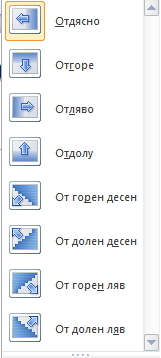 Отдясно
Отгоре
Отляво
Отдолу
От горен десен
От долен десен
От горен ляв
От долен ляв